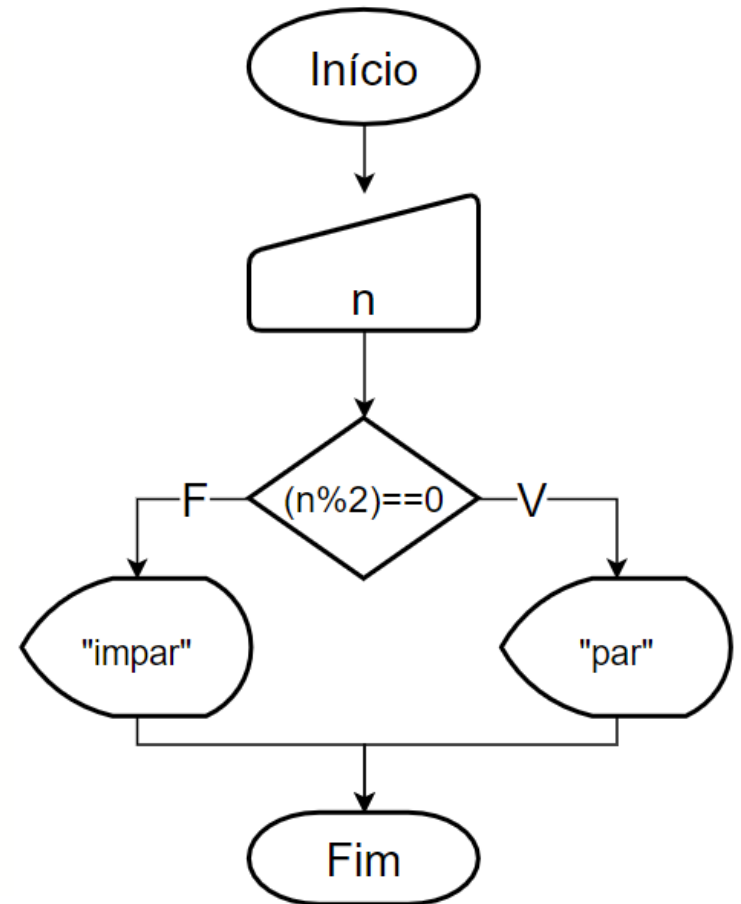 Início
n
F
(n%2)==0
V
"impar"
"par"
Fim